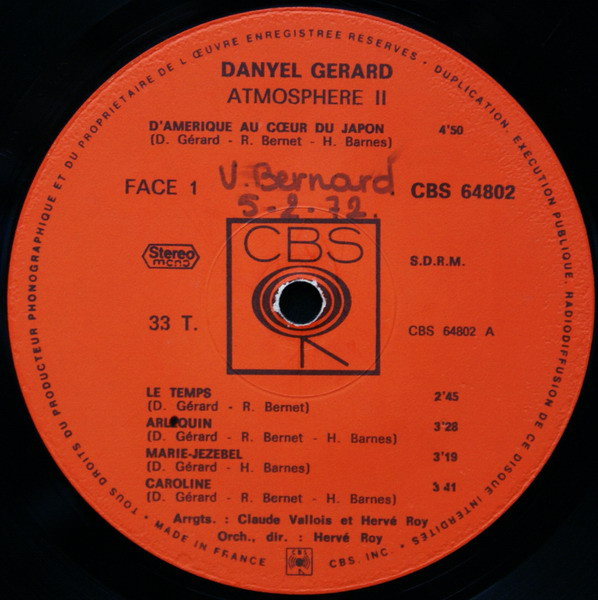 TOUS DROITS DU PRODUCTEUR PHONOGRAPHIQUE ET DU PROPRIETAIRE DE L'ŒUVRE ENREGISTREE RESERVES · DUPLICATION, EXECUTION PUBLIQUE, RADIODIFFUSION DE CE DISQUE INTERDITES ·
DANYEL GERARD
ATMOSPHERE II
D'AMERIQUE AU CŒUR DU JAPON 4'50
(D. Gérard - R. Bernet - H. Barnes)
FACE 1 V. Bernard CBS 64802
5-2-72.
CBS
Stereo S.D.R.M.
mono
33 T. CBS 64802 A
LE TEMPS 2'45
(D. Gérard - R. Bernet)
ARLEQUIN 3'28
(D. Gérard - R. Bernet - H. Barnes)
MARIE-JEZEBEL 3'19
(D. Gérard - H. Barnes)
CAROLINE 3 41
(D. Gérard - R. Bernet - H. Barnes)
Arrgts. : Claude Vallois et Hervé Roy
Orch., dir. : Hervé Roy
MADE IN FRANCE CBS CBS. INC.